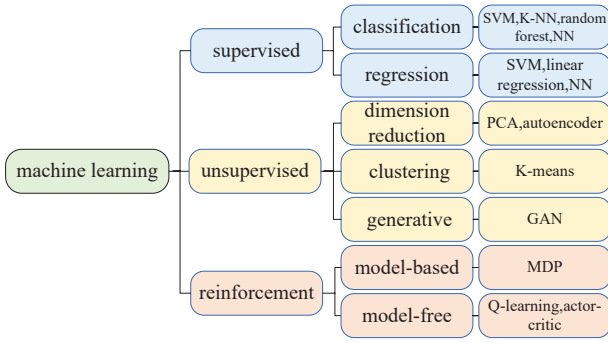 machine learning
supervised
classification
SVM,K-NN,random
forest,NN
regression
SVM,linear
regression,NN
unsupervised
dimension
reduction
PCA,autoencoder
clustering
K-means
generative
GAN
reinforcement
model-based
MDP
model-free
Q-learning,actor-
critic